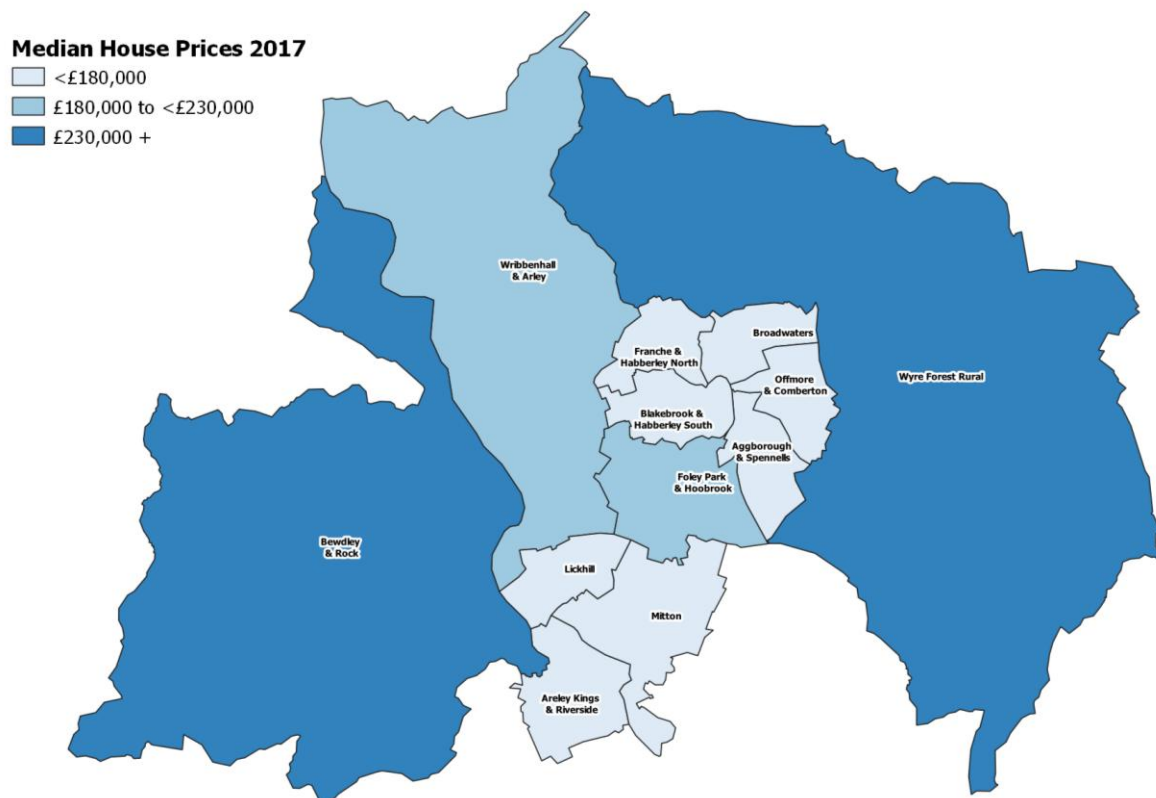 Median House Prices 2017
<£180,000
£180,000 to <£230,000
£230,000 +
Wribbenhall
& Arley
Broadwaters
Franche &
Habberley North
Offmore
& Comberton
Wyre Forest Rural
Blakebrook &
Habberley South
Aggborough
& Spennells
Foley Park
& Hoobrook
Bewdley
& Rock
Lickhill
Mitton
Areley Kings
& Riverside